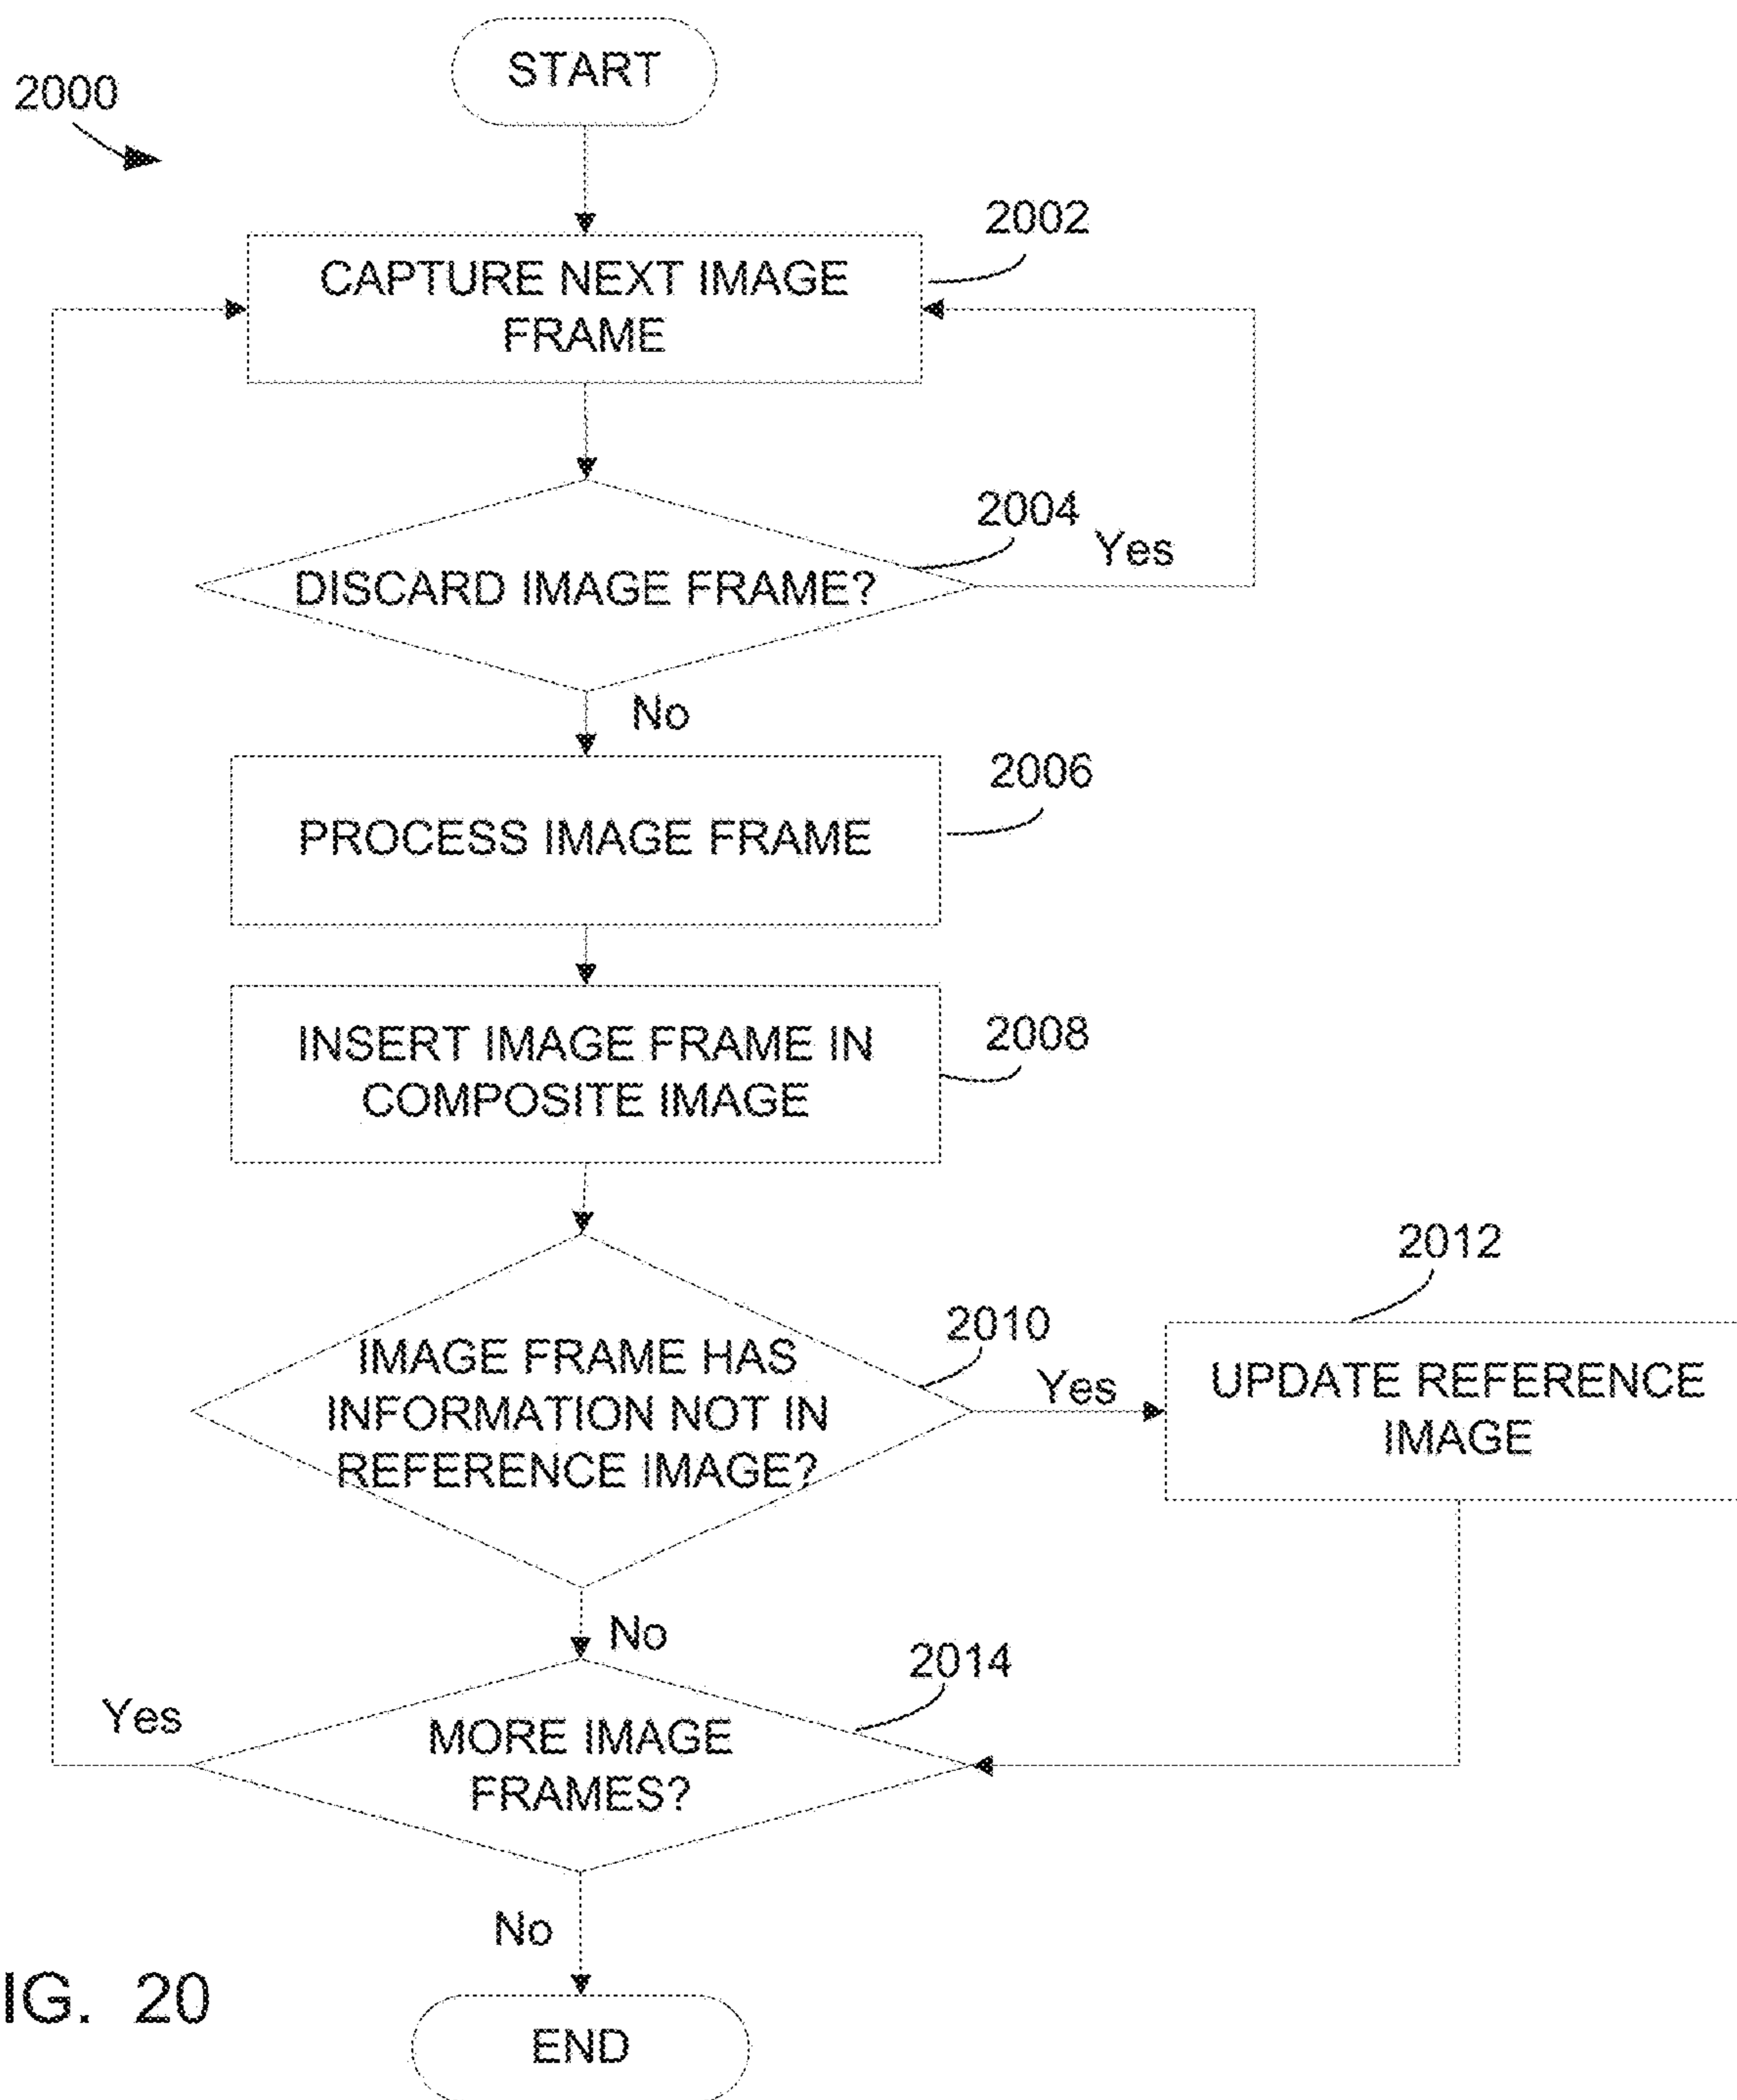 START
2000
2002
CAPTURE NEXT IMAGE
FRAME
2004
Yes
DISCARD IMAGE FRAME?
No
2006
PROCESS IMAGE FRAME
2008
INSERT IMAGE FRAME IN
COMPOSITE IMAGE
2010
IMAGE FRAME HAS
INFORMATION NOT IN
REFERENCE IMAGE?
Yes
2012
UPDATE REFERENCE
IMAGE
No
2014
Yes
MORE IMAGE
FRAMES?
No
IG. 20
END